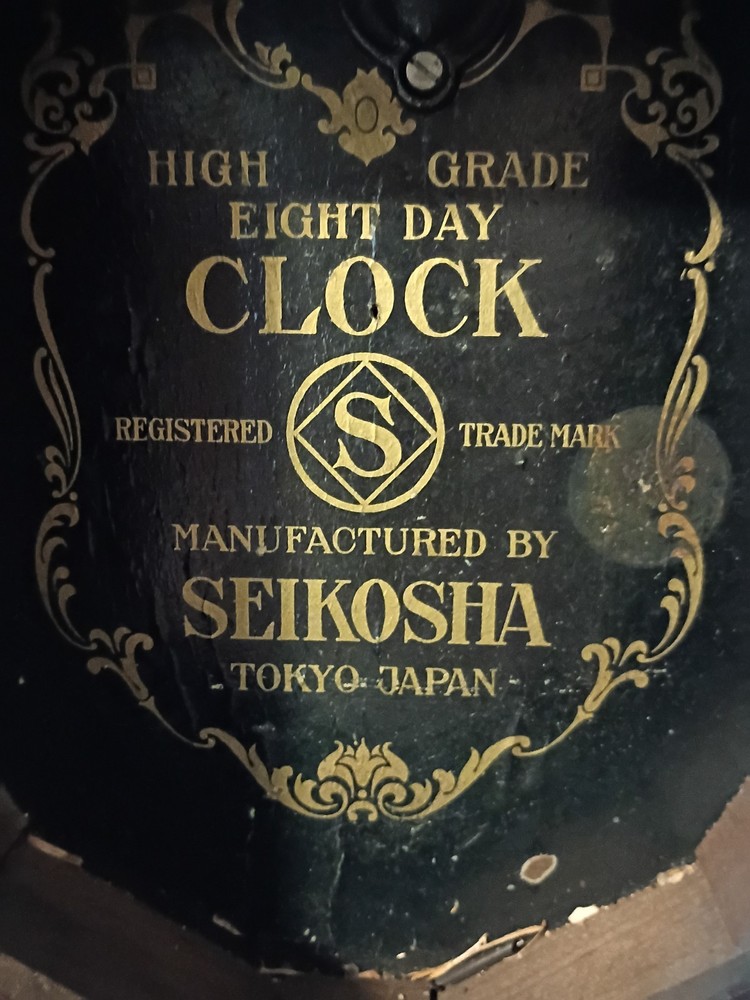 O
HIGH GRADE
EIGHT DAY
CLOCK
REGISTERED S TRADE MARK
MANUFACTURED BY
SEIKOSHA
- TOKYO - JAPAN -